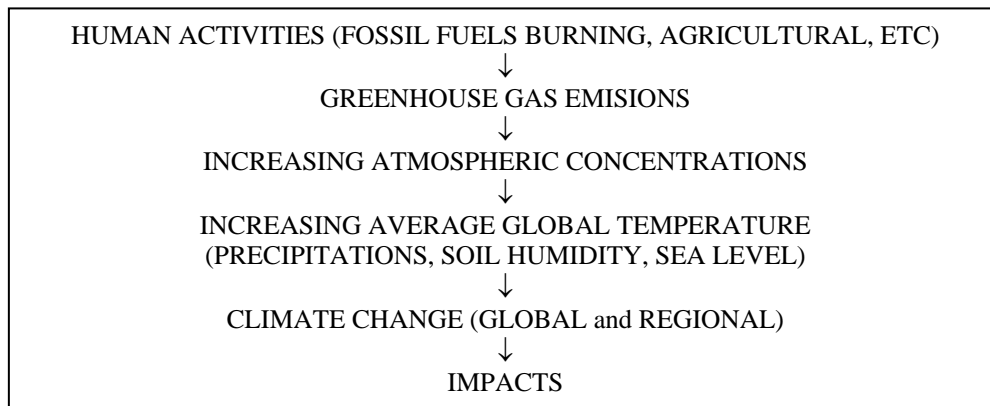 HUMAN ACTIVITIES (FOSSIL FUELS BURNING, AGRICULTURAL, ETC)
↓
GREENHOUSE GAS EMISIONS
↓
INCREASING ATMOSPHERIC CONCENTRATIONS
↓
INCREASING AVERAGE GLOBAL TEMPERATURE
(PRECIPITATIONS, SOIL HUMIDITY, SEA LEVEL)
↓
CLIMATE CHANGE (GLOBAL and REGIONAL)
↓
IMPACTS